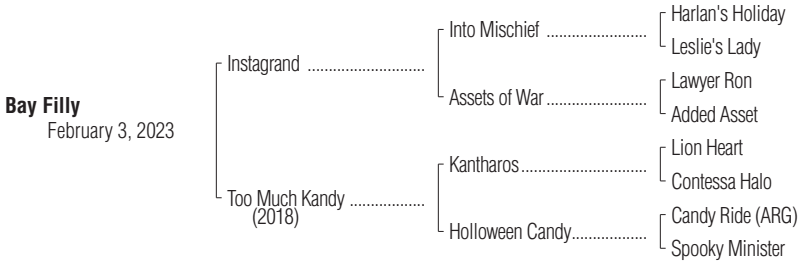 Harlan's Holiday
Into Mischief ........................
Leslie's Lady
Instagrand ............................
Lawyer Ron
Assets of War........................
Added Asset
Bay Filly
February 3, 2023
Lion Heart
Kantharos..............................
Contessa Halo
Too Much Kandy ..................
(2018)
Candy Ride (ARG)
Holloween Candy..................
Spooky Minister